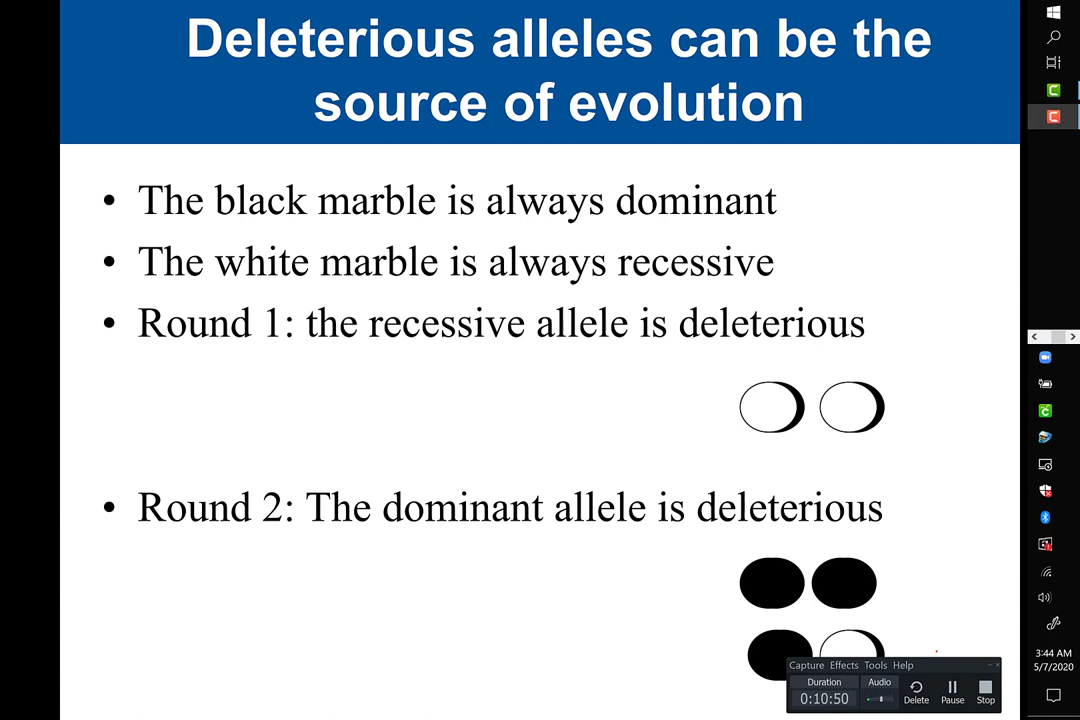 Deleterious alleles can be the
source of evolution
• The black marble is always dominant
• The white marble is always recessive
• Round 1: the recessive allele is deleterious
• Round 2: The dominant allele is deleterious
Capture Effects Tools Help
Duration Audio
0:10:50 Delete Pause Stop
3:44 AM
5/7/2020